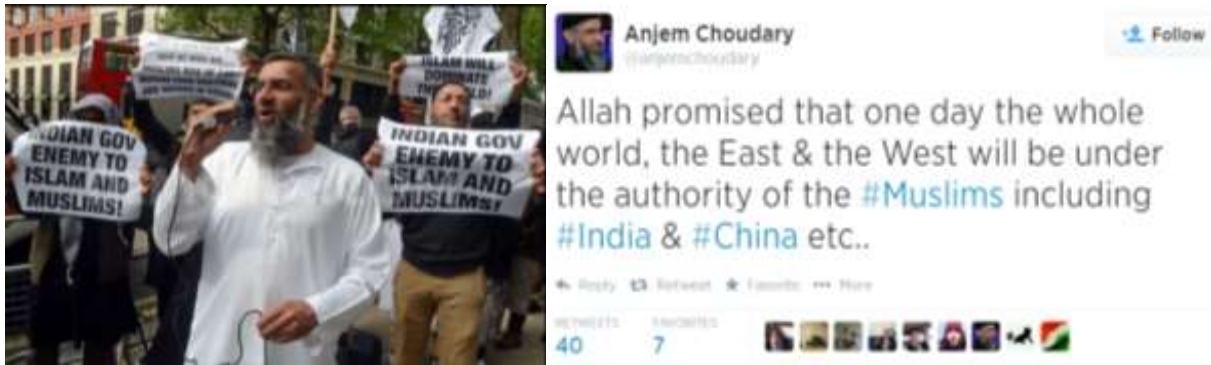 INDIAN GOV
ENEMY TO
ISLAM AND
MUSLIMS!
ISLAM WILL
DOMINATE
THE WORLD!
INDIAN GOV
ENEMY TO
ISLAM AND
MUSLIMS!
Anjem Choudary
@anjemchoudary
Follow
Allah promised that one day the whole
world, the East & the West will be under
the authority of the #Muslims including
#India & #China etc..
Reply Retweet Favorite More
RETWEETS FAVORITES
40 7